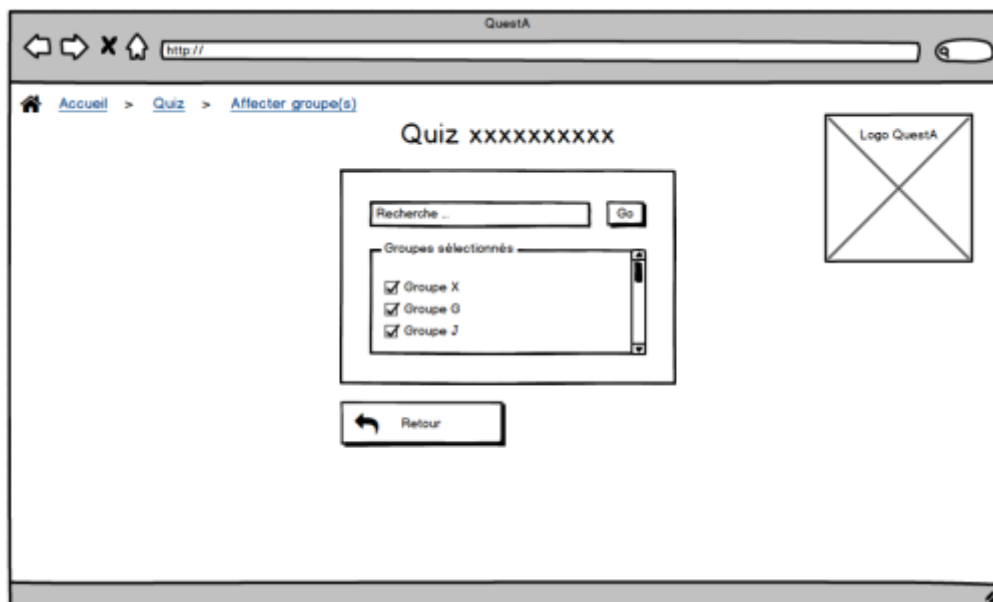 QuestA
http://
Accueil > Quiz > Affecter groupe(s)
Quiz xxxxxxxxxx
Logo QuestA
Recherche ...
Go
Groupes sélectionnés
Groupe X
Groupe G
Groupe J
Retour